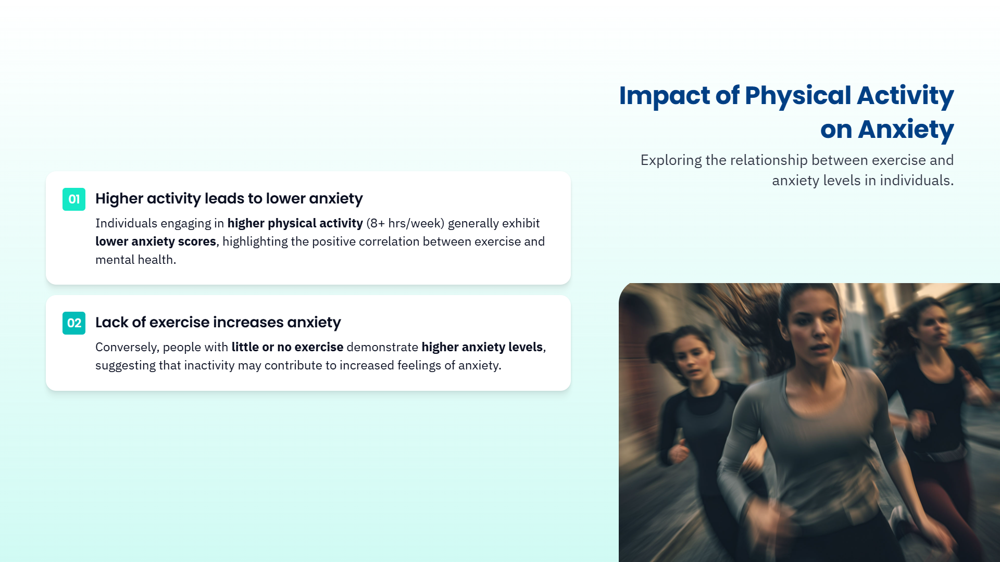 Impact of Physical Activity
on Anxiety
Exploring the relationship between exercise and
anxiety levels in individuals.
01
Higher activity leads to lower anxiety
Individuals engaging in higher physical activity (8+ hrs/week) generally exhibit
lower anxiety scores, highlighting the positive correlation between exercise and
mental health.
02
Lack of exercise increases anxiety
Conversely, people with little or no exercise demonstrate higher anxiety levels,
suggesting that inactivity may contribute to increased feelings of anxiety.